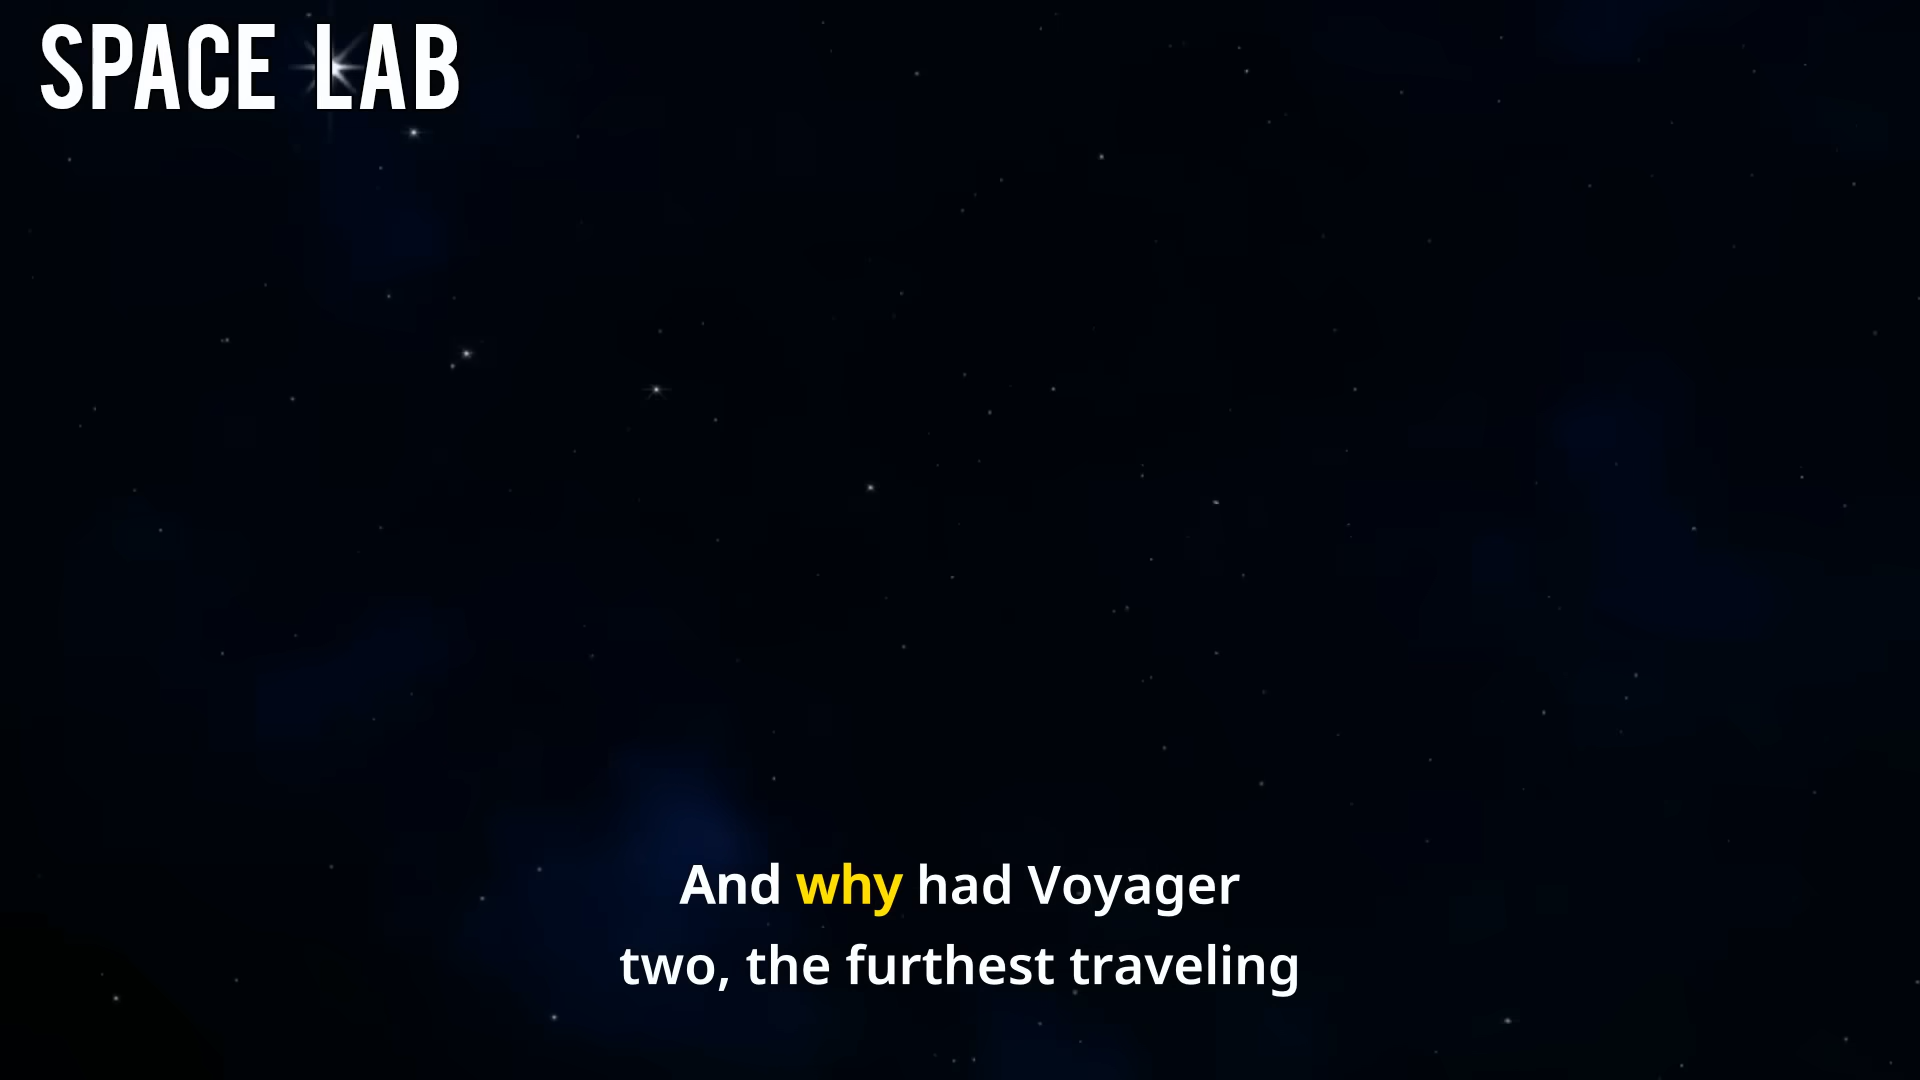 SPACE LAB
And why had Voyager
two, the furthest traveling